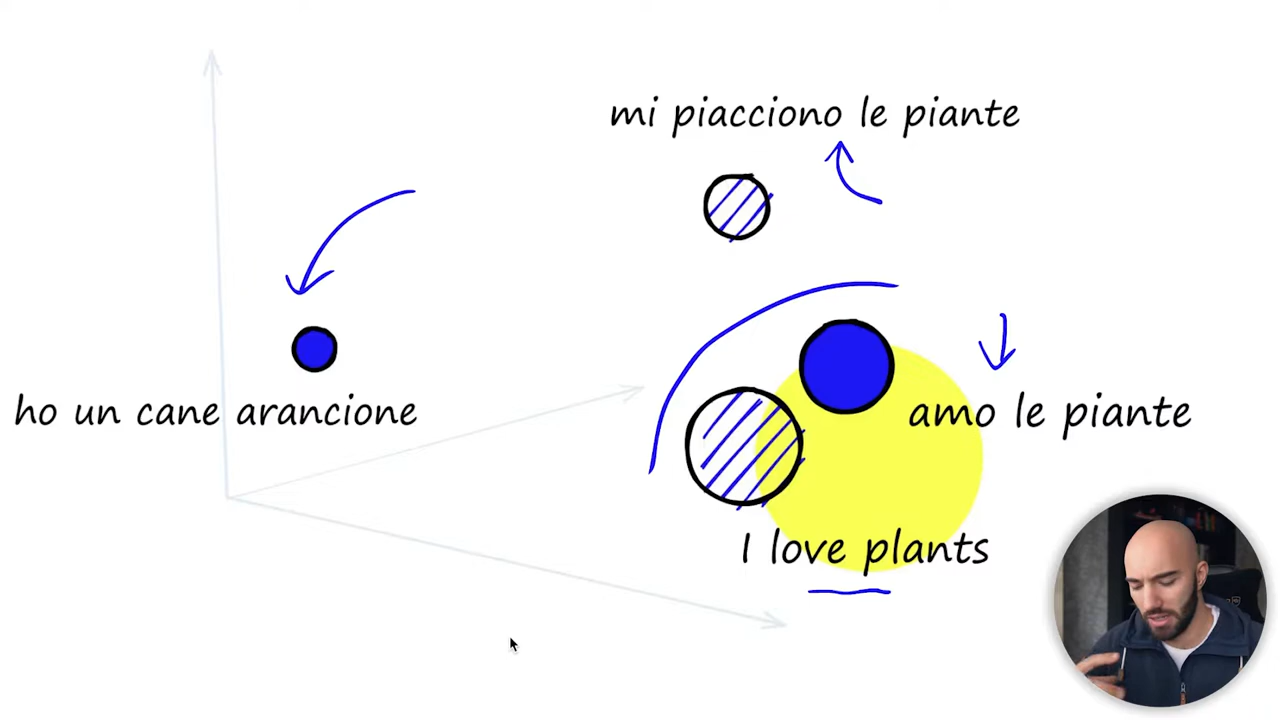 mi piacciono le piante
ho un cane arancione
amo le piante
I love plants